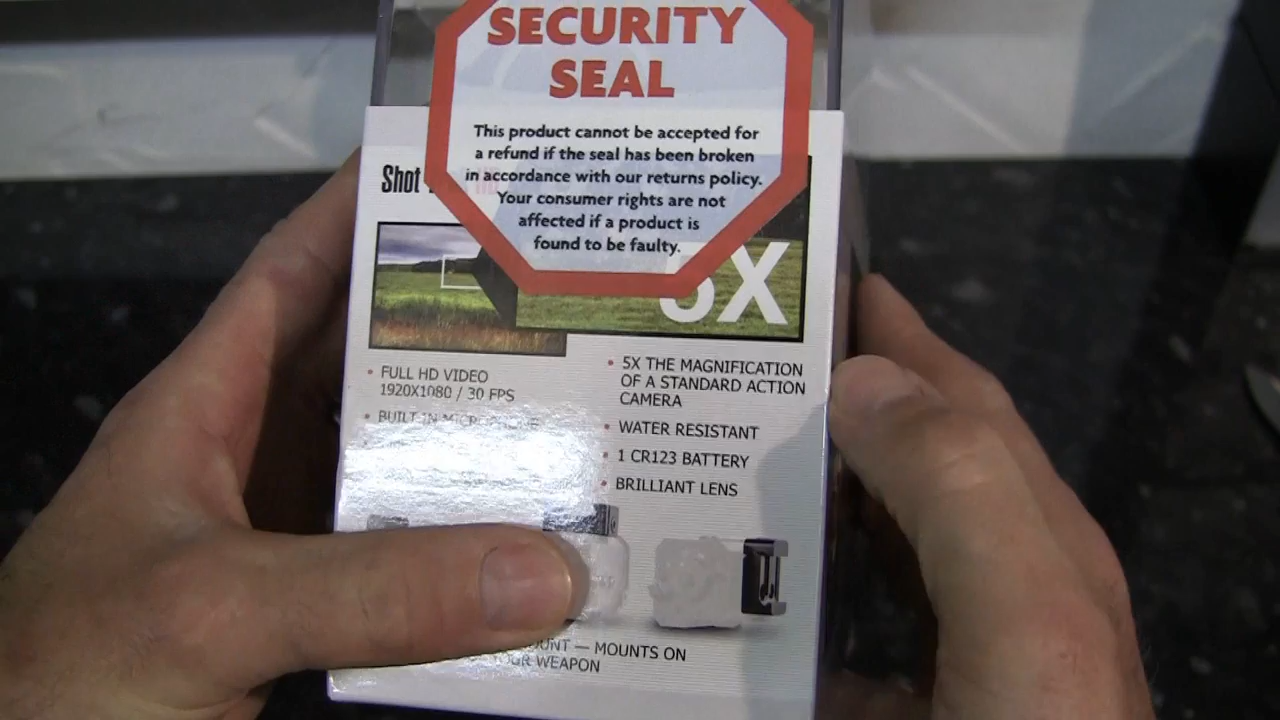 SECURITY
SEAL
This product cannot be accepted for
a refund if the seal has been broken
in accordance with our returns policy.
Your consumer rights are not
affected if a product is
found to be faulty.
Shot
5X
• FULL HD VIDEO
1920X1080 / 30 FPS
• BUILT-IN MICROPHONE
• 5X THE MAGNIFICATION
OF A STANDARD ACTION
CAMERA
• WATER RESISTANT
• 1 CR123 BATTERY
• BRILLIANT LENS
— MOUNTS ON
WEAPON